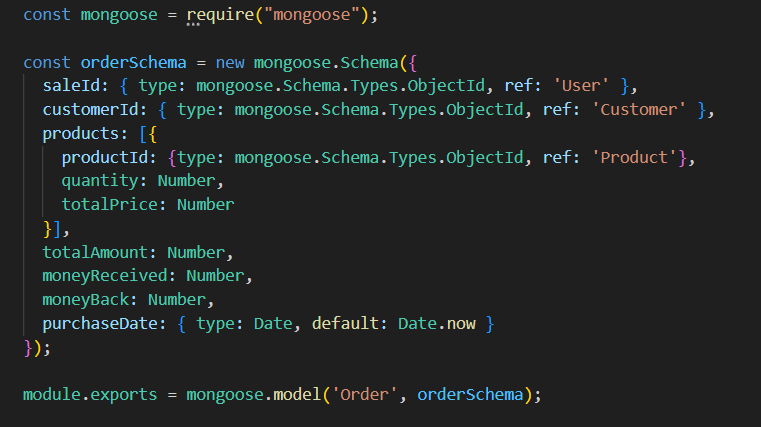 const mongoose = require("mongoose");
const orderSchema = new mongoose.Schema({
saleId: { type: mongoose.Schema.Types.ObjectId, ref: 'User' },
customerId: { type: mongoose.Schema.Types.ObjectId, ref: 'Customer' },
products: [{
productId: {type: mongoose.Schema.Types.ObjectId, ref: 'Product'},
quantity: Number,
totalPrice: Number
}],
totalAmount: Number,
moneyReceived: Number,
moneyBack: Number,
purchaseDate: { type: Date, default: Date.now }
});
module.exports = mongoose.model('Order', orderSchema);